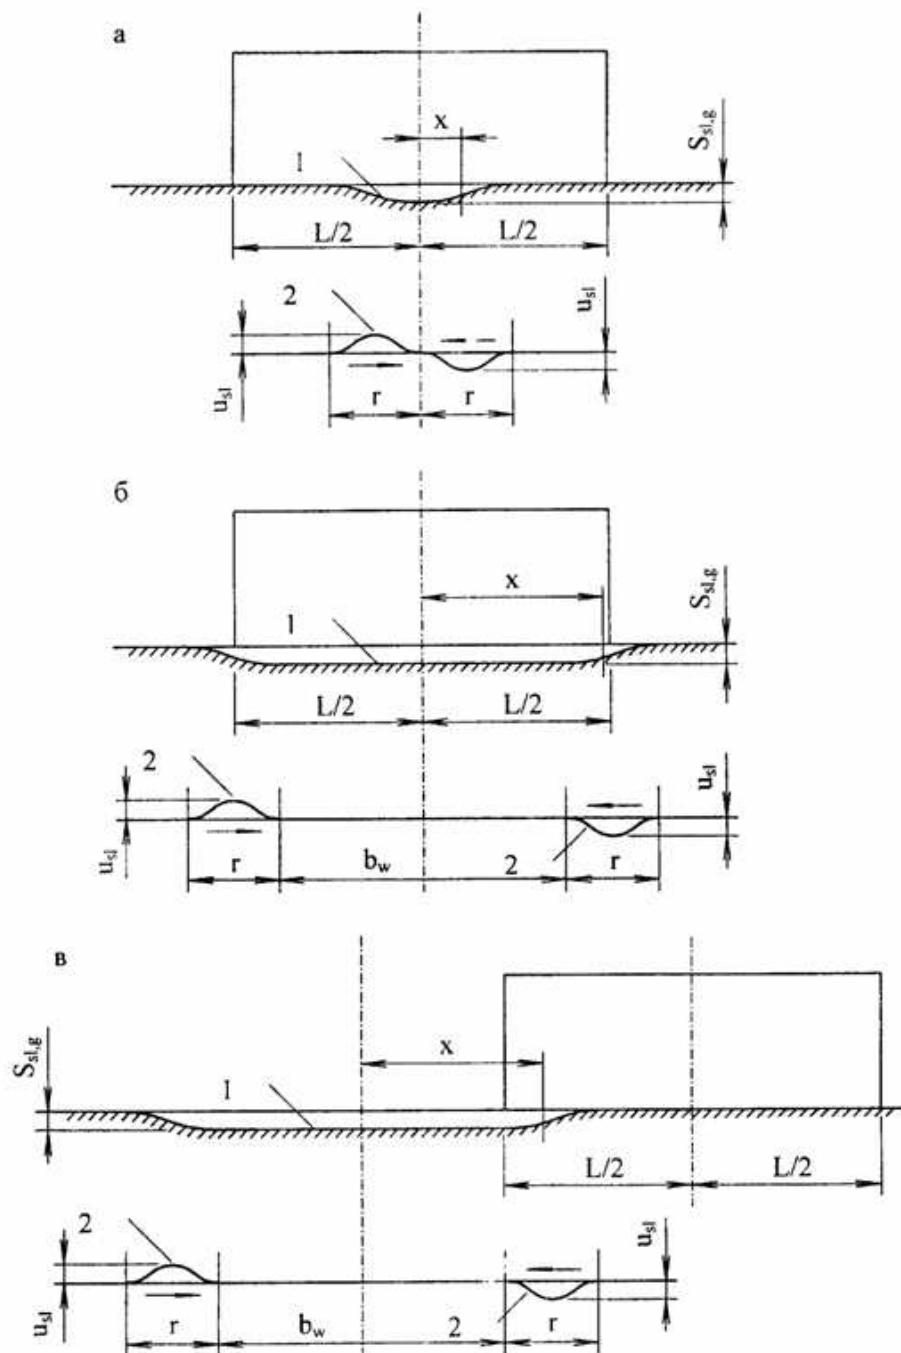 а
x
S_sl,g
1
L/2 L/2
2
u_sl
u_sl
r r
б
x
S_sl,g
1
L/2 L/2
2
u_sl
u_sl
r b_w 2 r
в
x
S_sl,g
1
L/2 L/2
2
u_sl
u_sl
r b_w 2 r